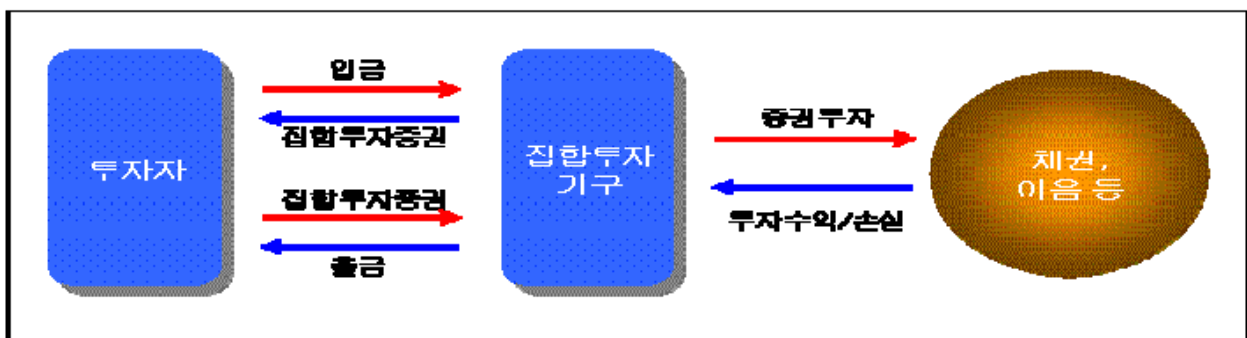 입금
집합투자증권
투자자
집합투자증권
출금
집합투자
기구
증권투자
투자수익/손실
채권,
어음 등